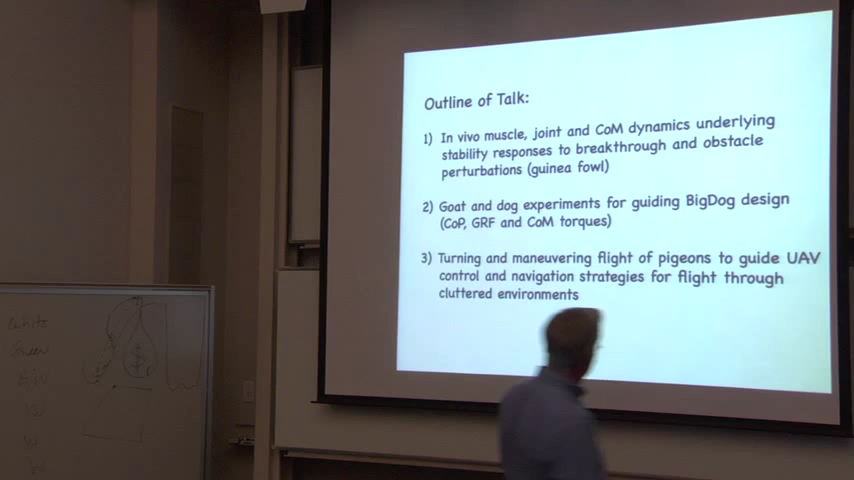 Outline of Talk:
1) In vivo muscle, joint and CoM dynamics underlying
stability responses to breakthrough and obstacle
perturbations (guinea fowl)
2) Goat and dog experiments for guiding BigDog design
(CoP, GRF and CoM torques)
3) Turning and maneuvering flight of pigeons to guide UAV
control and navigation strategies for flight through
cluttered environments